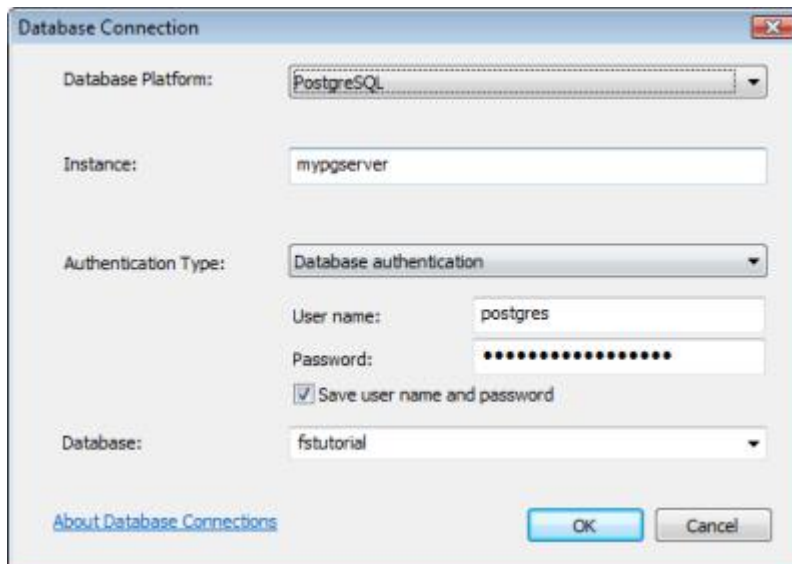 Database Connection
Database Platform: PostgreSQL
Instance: mypgserver
Authentication Type: Database authentication
User name: postgres
Password: •••••••••••••••••
Save user name and password
Database: fstutorial
About Database Connections OK Cancel